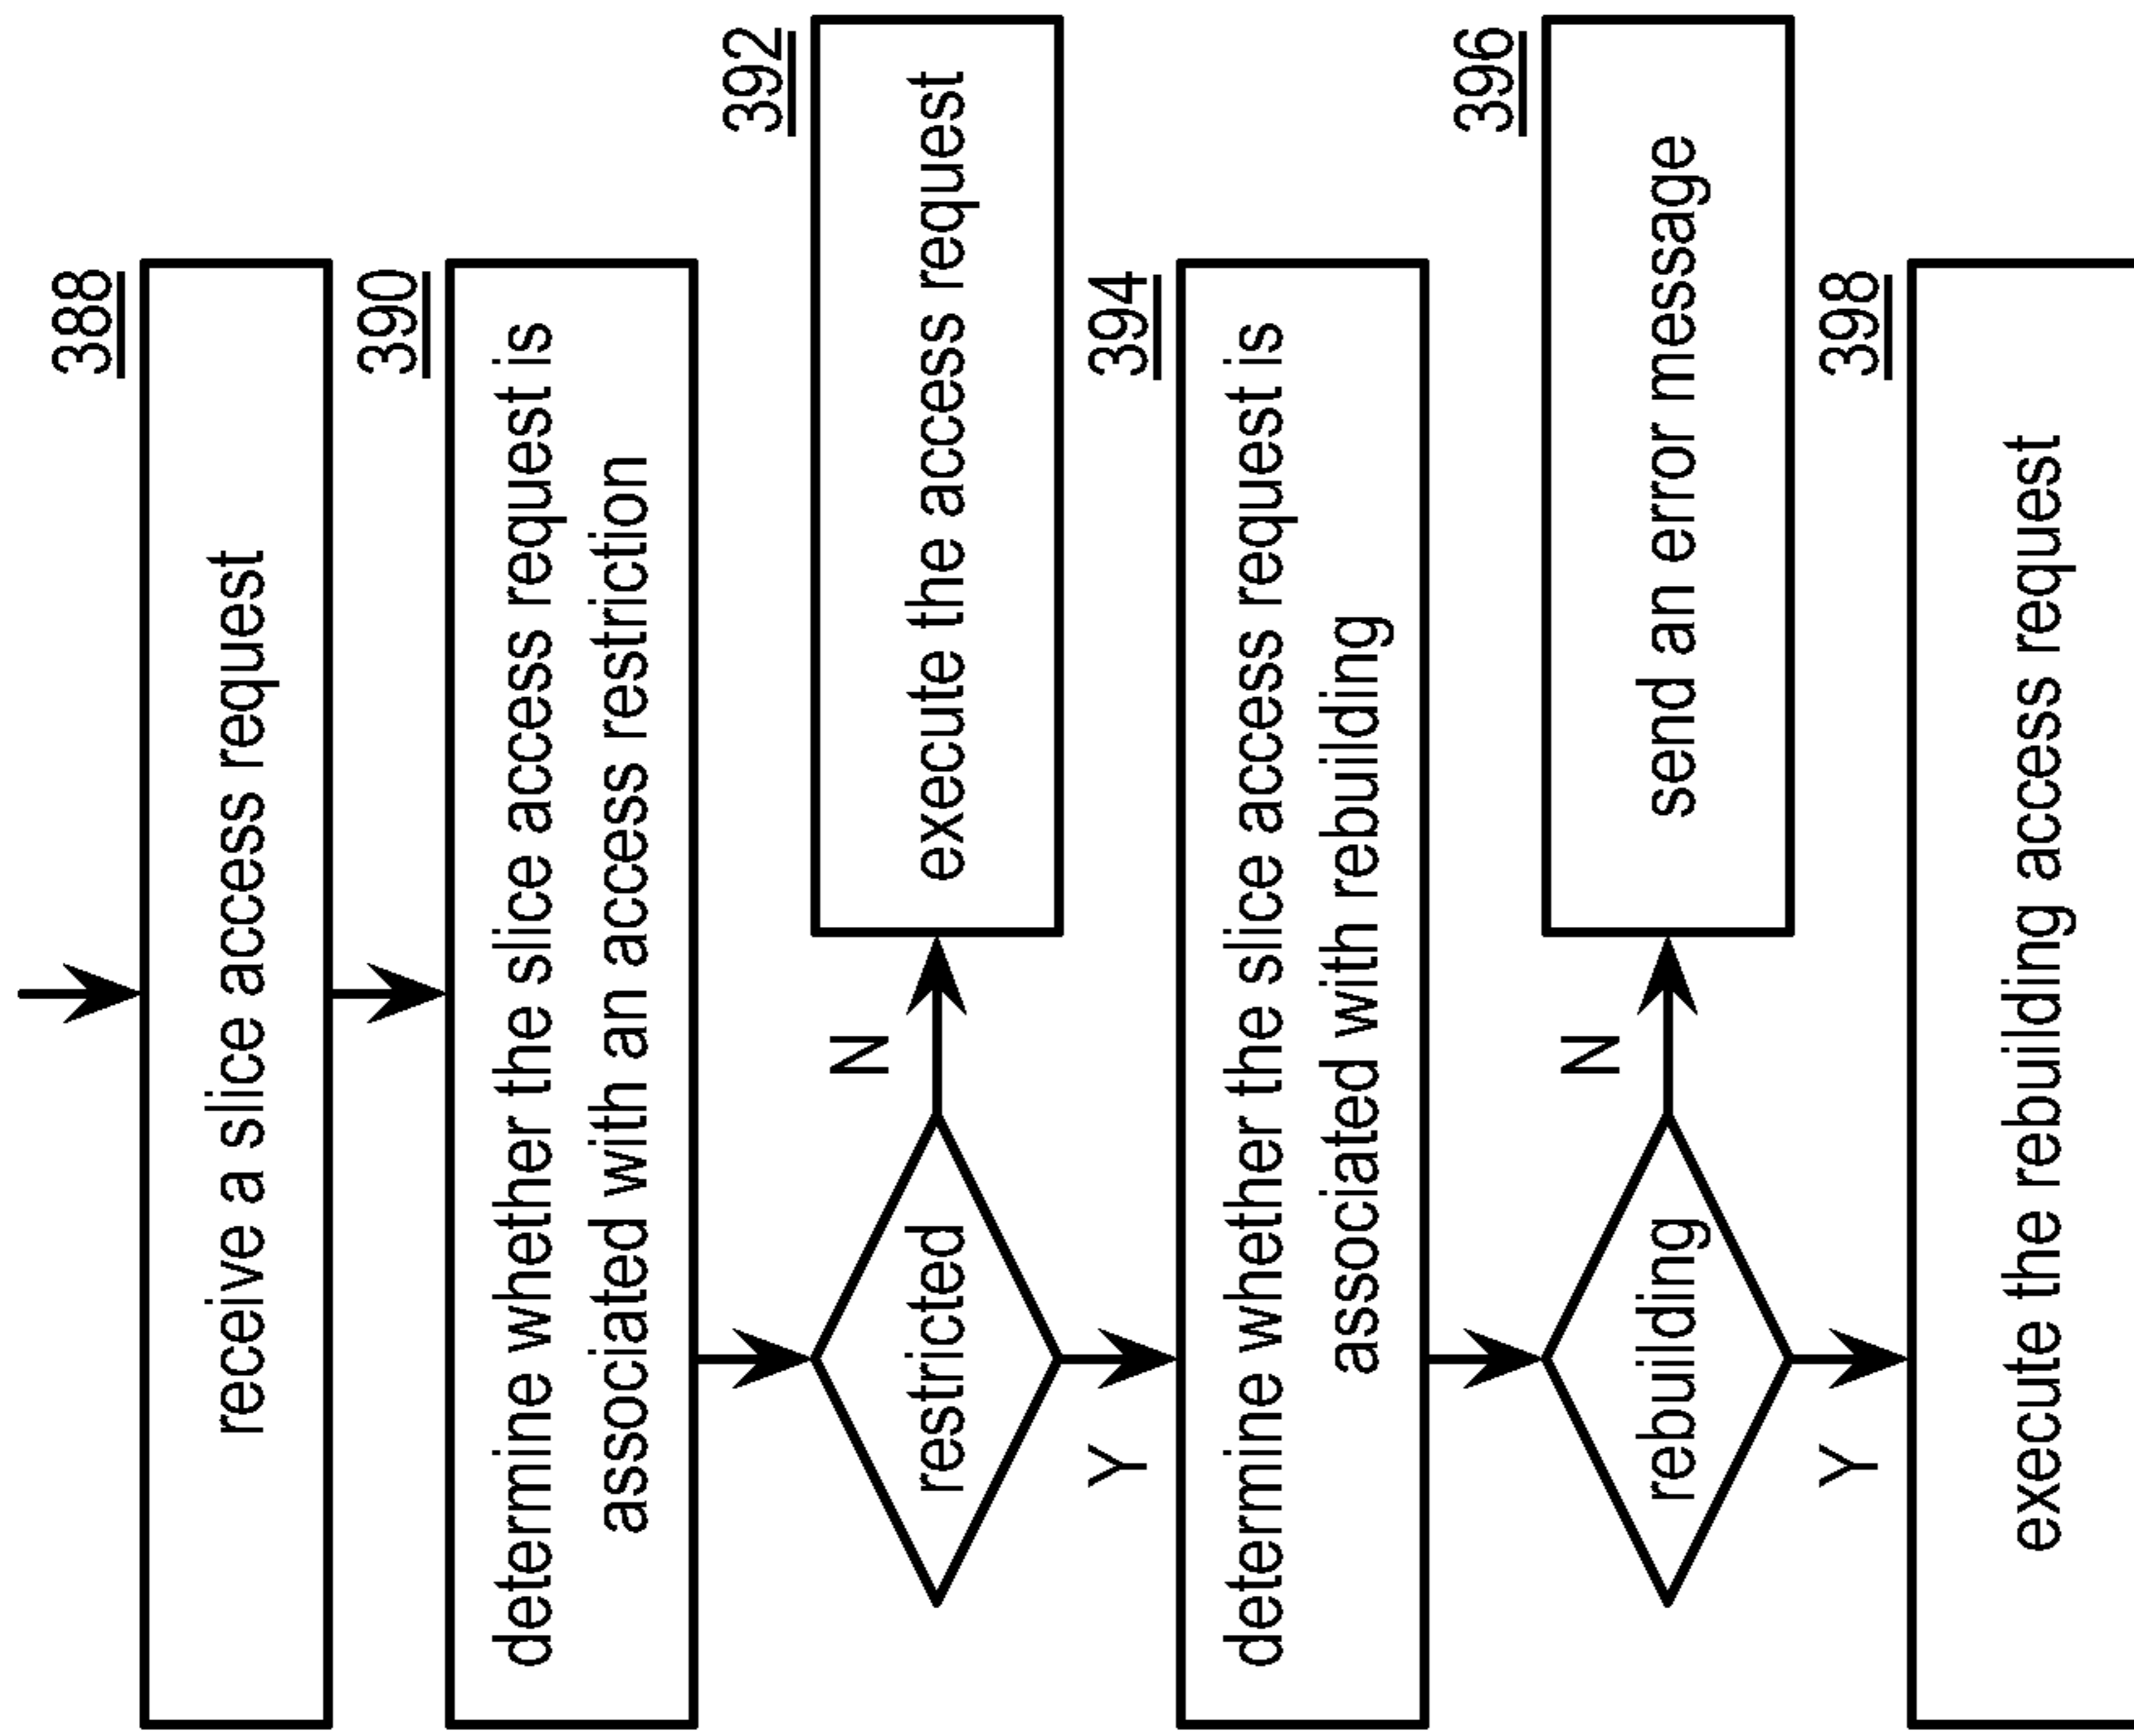 388
receive a slice access request
390
determine whether the slice access request is
associated with an access restriction
restricted
N
392
execute the access request
Y
394
determine whether the slice access request is
associated with rebuilding
rebuilding
N
396
send an error message
Y
398
execute the rebuilding access request